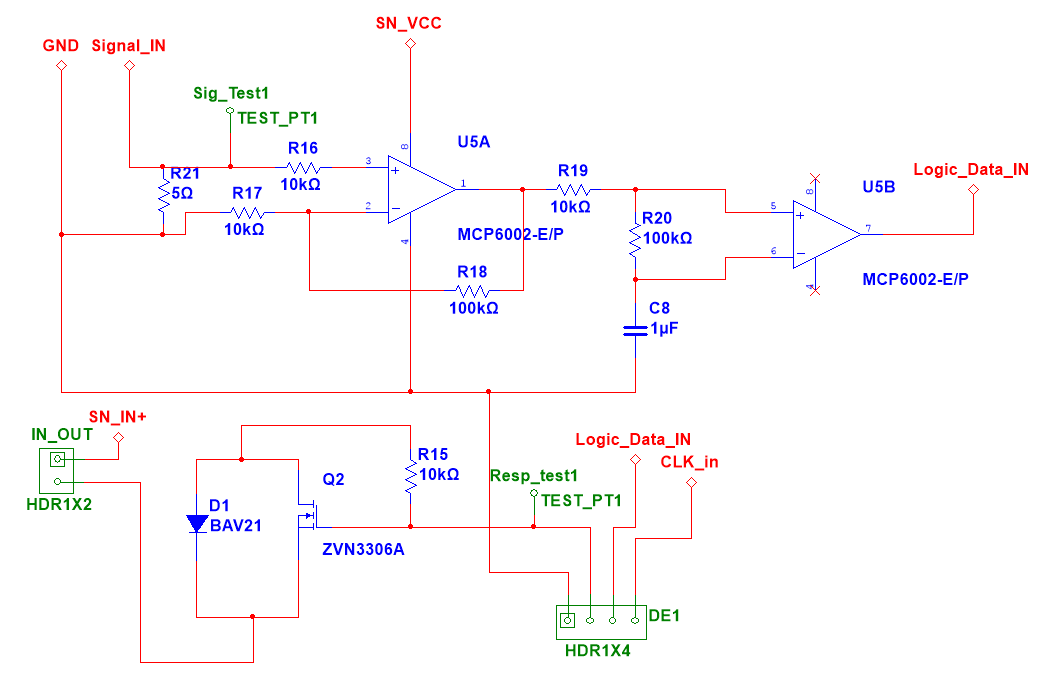 SN_VCC
GND Signal_IN
Sig_Test1
TEST_PT1
R16
10kΩ
R21
5Ω
R17
10kΩ
3
2
8
4
1
U5A
MCP6002-E/P
R18
100kΩ
R19
10kΩ
R20
100kΩ
C8
1µF
5
6
8
4
7
U5B
MCP6002-E/P
Logic_Data_IN
SN_IN+
IN_OUT
HDR1X2
D1
BAV21
Q2
ZVN3306A
R15
10kΩ
Resp_test1
TEST_PT1
Logic_Data_IN
CLK_in
DE1
HDR1X4